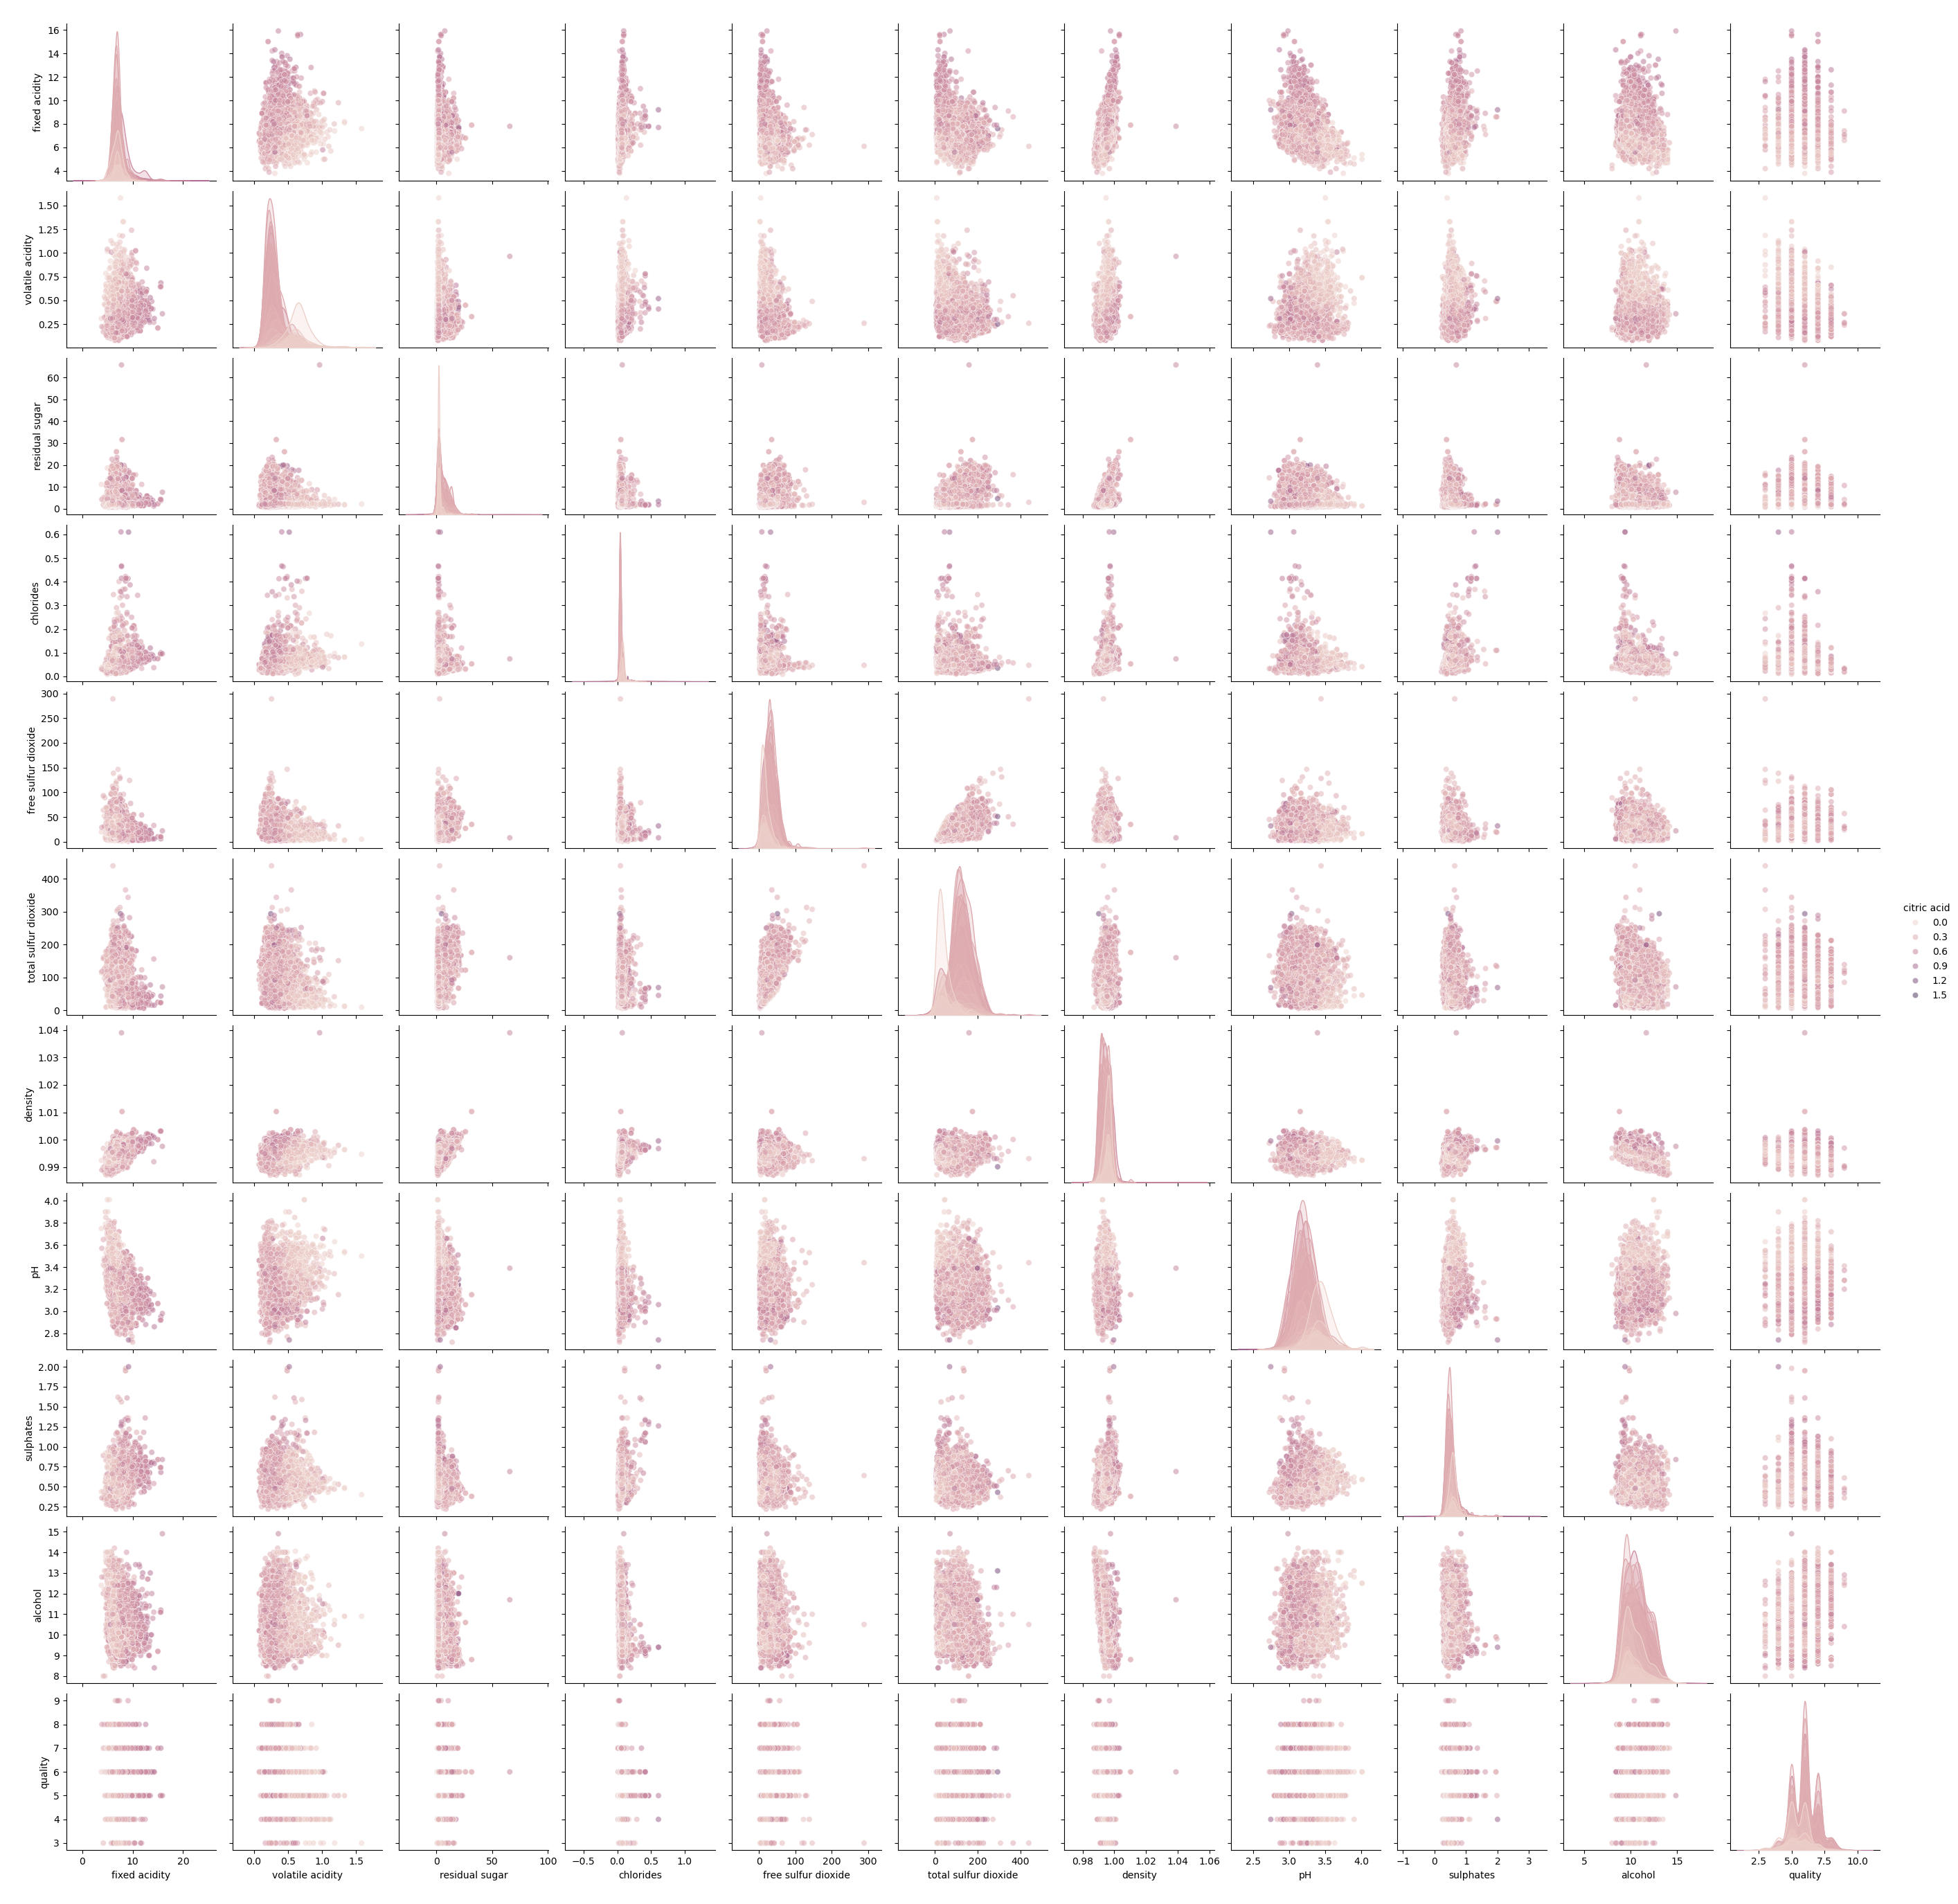 16
14
12
10
8
6
4
fixed acidity
1.50
1.25
1.00
0.75
0.50
0.25
volatile acidity
60
50
40
30
20
10
0
residual sugar
0.6
0.5
0.4
0.3
0.2
0.1
0.0
chlorides
300
250
200
150
100
50
0
free sulfur dioxide
400
300
200
100
0
total sulfur dioxide
citric acid
0.0
0.3
0.6
0.9
1.2
1.5
1.04
1.03
1.02
1.01
1.00
0.99
density
4.0
3.8
3.6
3.4
3.2
3.0
2.8
pH
2.00
1.75
1.50
1.25
1.00
0.75
0.50
0.25
sulphates
15
14
13
12
11
10
9
8
alcohol
9
8
7
6
5
4
3
quality
0 10 20
fixed acidity
0.0 0.5 1.0 1.5
volatile acidity
0 50 100
residual sugar
−0.5 0.0 0.5 1.0
chlorides
0 100 200 300
free sulfur dioxide
0 200 400
total sulfur dioxide
0.98 1.00 1.02 1.04 1.06
density
2.5 3.0 3.5 4.0
pH
−1 0 1 2 3
sulphates
5 10 15
alcohol
2.5 5.0 7.5 10.0
quality